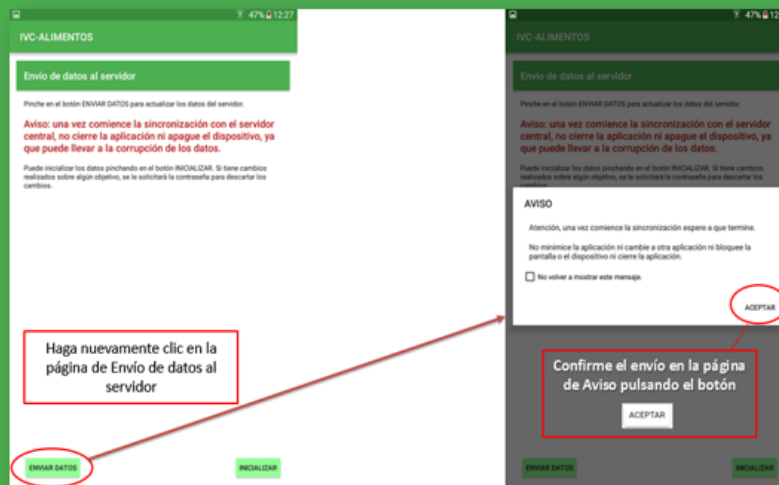 47% 12:27
IVC-ALIMENTOS
Envío de datos al servidor
Pinche en el botón ENVIAR DATOS para actualizar los datos del servidor.
Aviso: una vez comience la sincronización con el servidor
central, no cierre la aplicación ni apague el dispositivo, ya
que puede llevar a la corrupción de los datos.
Puede inicializar los datos pinchando en el botón INICIALIZAR. Si tiene cambios
realizados sobre algún objetivo, se le solicitará la contraseña para descartar los
cambios.
Haga nuevamente clic en la
página de Envío de datos al
servidor
ENVIAR DATOS
INICIALIZAR
47% 12
IVC-ALIMENTOS
Envío de datos al servidor
Pinche en el botón ENVIAR DATOS para actualizar los datos del servidor.
Aviso: una vez comience la sincronización con el servidor
central, no cierre la aplicación ni apague el dispositivo, ya
que puede llevar a la corrupción de los datos.
Puede inicializar los datos pinchando en el botón INICIALIZAR. Si tiene cambios
realizados sobre algún objetivo, se le solicitará la contraseña para descartar los
cambios.
AVISO
Atención, una vez comience la sincronización espere a que termine.
No minimice la aplicación ni cambie a otra aplicación ni bloquee la
pantalla o el dispositivo ni cierre la aplicación.
No volver a mostrar este mensaje.
ACEPTAR
Confirme el envío en la página
de Aviso pulsando el botón
ACEPTAR
ENVIAR DATOS
INICIALIZAR